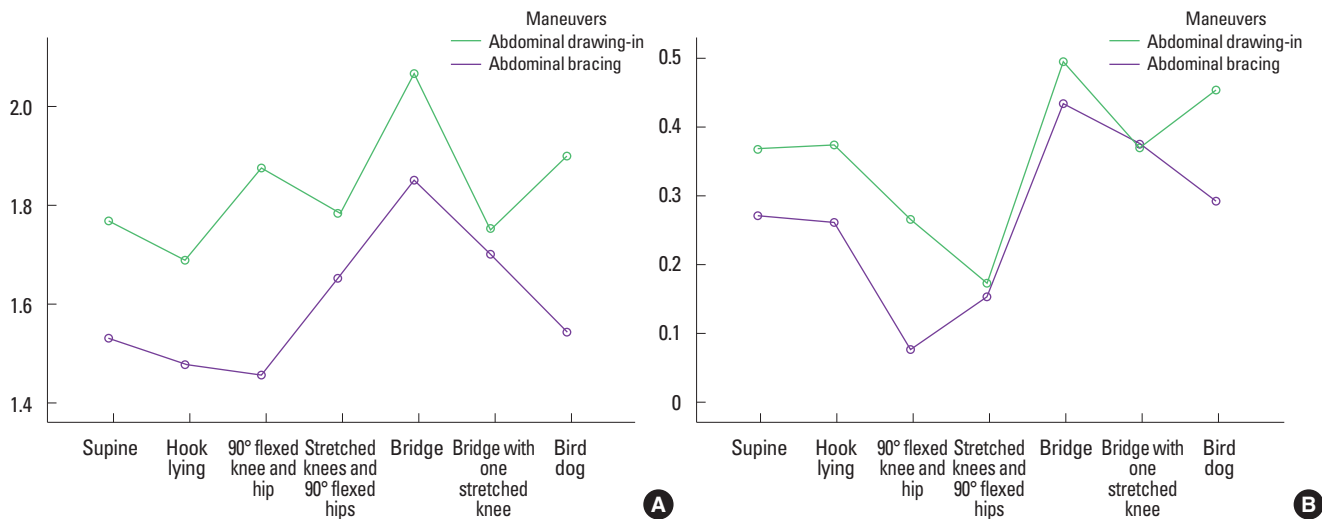 Maneuvers
Abdominal drawing-in
Abdominal bracing
2.0
1.8
1.6
1.4
Supine
Hook
lying
90° flexed
knee and
hip
Stretched
knees and
90° flexed
hips
Bridge
Bridge with
one
stretched
knee
Bird
dog
A
Maneuvers
Abdominal drawing-in
Abdominal bracing
0.5
0.4
0.3
0.2
0.1
0
Supine
Hook
lying
90° flexed
knee and
hip
Stretched
knees and
90° flexed
hips
Bridge
Bridge with
one
stretched
knee
Bird
dog
B